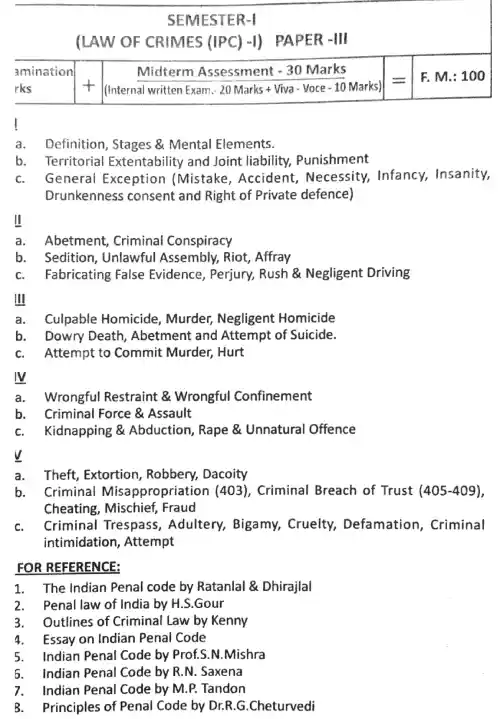 SEMESTER-I
(LAW OF CRIMES (IPC) -I) PAPER -III
amination + Midterm Assessment - 30 Marks = F. M.: 100
rks (Internal written Exam.- 20 Marks + Viva - Voce - 10 Marks)
I
a. Definition, Stages & Mental Elements.
b. Territorial Extentability and Joint liability, Punishment
c. General Exception (Mistake, Accident, Necessity, Infancy, Insanity,
Drunkenness consent and Right of Private defence)
II
a. Abetment, Criminal Conspiracy
b. Sedition, Unlawful Assembly, Riot, Affray
c. Fabricating False Evidence, Perjury, Rush & Negligent Driving
III
a. Culpable Homicide, Murder, Negligent Homicide
b. Dowry Death, Abetment and Attempt of Suicide.
c. Attempt to Commit Murder, Hurt
IV
a. Wrongful Restraint & Wrongful Confinement
b. Criminal Force & Assault
c. Kidnapping & Abduction, Rape & Unnatural Offence
V
a. Theft, Extortion, Robbery, Dacoity
b. Criminal Misappropriation (403), Criminal Breach of Trust (405-409),
Cheating, Mischief, Fraud
c. Criminal Trespass, Adultery, Bigamy, Cruelty, Defamation, Criminal
intimidation, Attempt
FOR REFERENCE:
1. The Indian Penal code by Ratanlal & Dhirajlal
2. Penal law of India by H.S.Gour
3. Outlines of Criminal Law by Kenny
4. Essay on Indian Penal Code
5. Indian Penal Code by Prof.S.N.Mishra
6. Indian Penal Code by R.N. Saxena
7. Indian Penal Code by M.P. Tandon
8. Principles of Penal Code by Dr.R.G.Cheturvedi